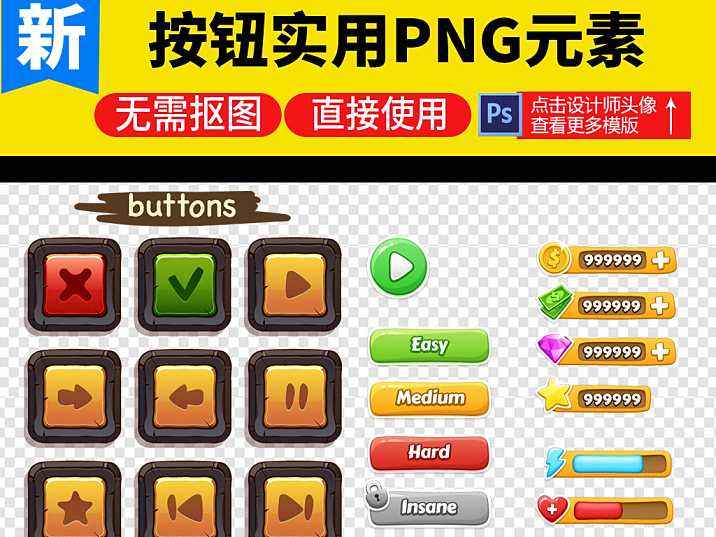 新
按钮实用PNG元素
无需抠图
直接使用
Ps
点击设计师头像
查看更多模版
buttons
999999
999999
Easy
999999
Medium
999999
Hard
Insane